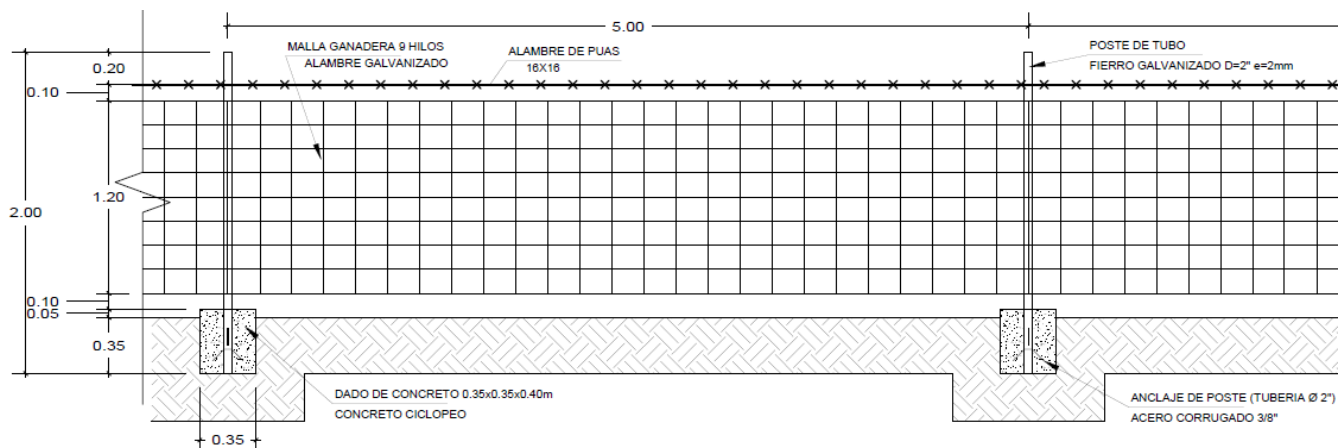 5.00
MALLA GANADERA 9 HILOS
ALAMBRE GALVANIZADO
ALAMBRE DE PUAS
16X16
POSTE DE TUBO
FIERRO GALVANIZADO D=2" e=2mm
0.20
0.10
1.20
2.00
0.10
0.05
0.35
DADO DE CONCRETO 0.35x0.35x0.40m
CONCRETO CICLOPEO
ANCLAJE DE POSTE (TUBERIA Ø 2")
ACERO CORRUGADO 3/8"
0.35